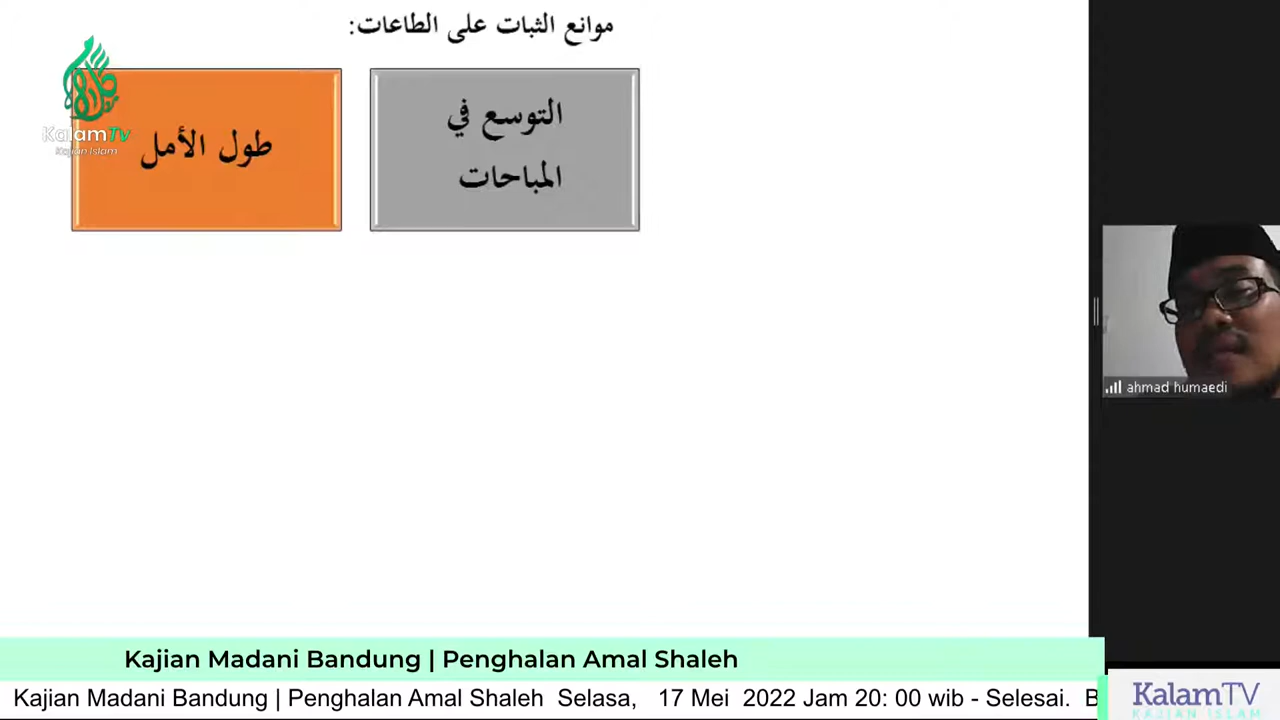 موانع الثبات على الطاعات:
التوسع في
المباحات
طول الأمل
KalamTv
Kajian Islam
ahmad humaedi
Kajian Madani Bandung | Penghalan Amal Shaleh
Kajian Madani Bandung | Penghalan Amal Shaleh Selasa, 17 Mei 2022 Jam 20: 00 wib - Selesai. B
KalamTV
KAJIAN ISLAM